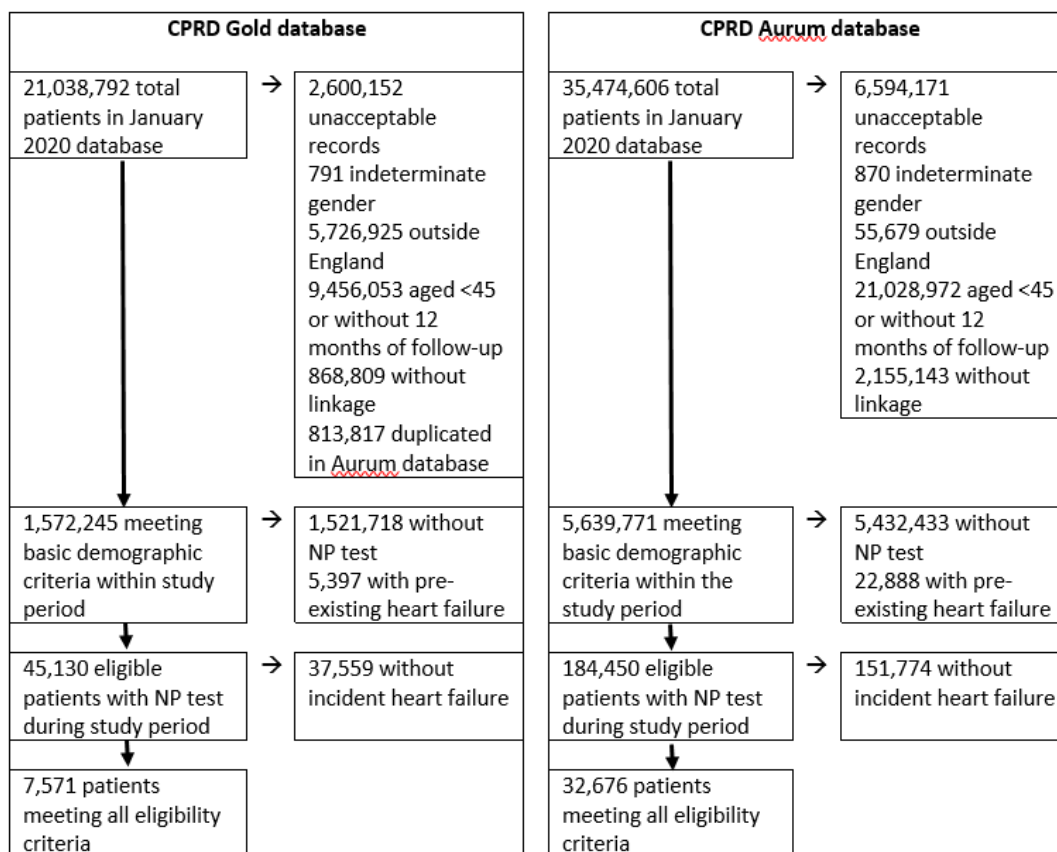 CPRD Gold database
21,038,792 total
patients in January
2020 database
→
2,600,152
unacceptable
records
791 indeterminate
gender
5,726,925 outside
England
9,456,053 aged <45
or without 12
months of follow-up
868,809 without
linkage
813,817 duplicated
in Aurum database
1,572,245 meeting
basic demographic
criteria within study
period
→
1,521,718 without
NP test
5,397 with pre-
existing heart failure
45,130 eligible
patients with NP test
during study period
→
37,559 without
incident heart failure
7,571 patients
meeting all eligibility
criteria
CPRD Aurum database
35,474,606 total
patients in January
2020 database
→
6,594,171
unacceptable
records
870 indeterminate
gender
55,679 outside
England
21,028,972 aged <45
or without 12
months of follow-up
2,155,143 without
linkage
5,639,771 meeting
basic demographic
criteria within the
study period
→
5,432,433 without
NP test
22,888 with pre-
existing heart failure
184,450 eligible
patients with NP test
during study period
→
151,774 without
incident heart failure
32,676 patients
meeting all eligibility
criteria